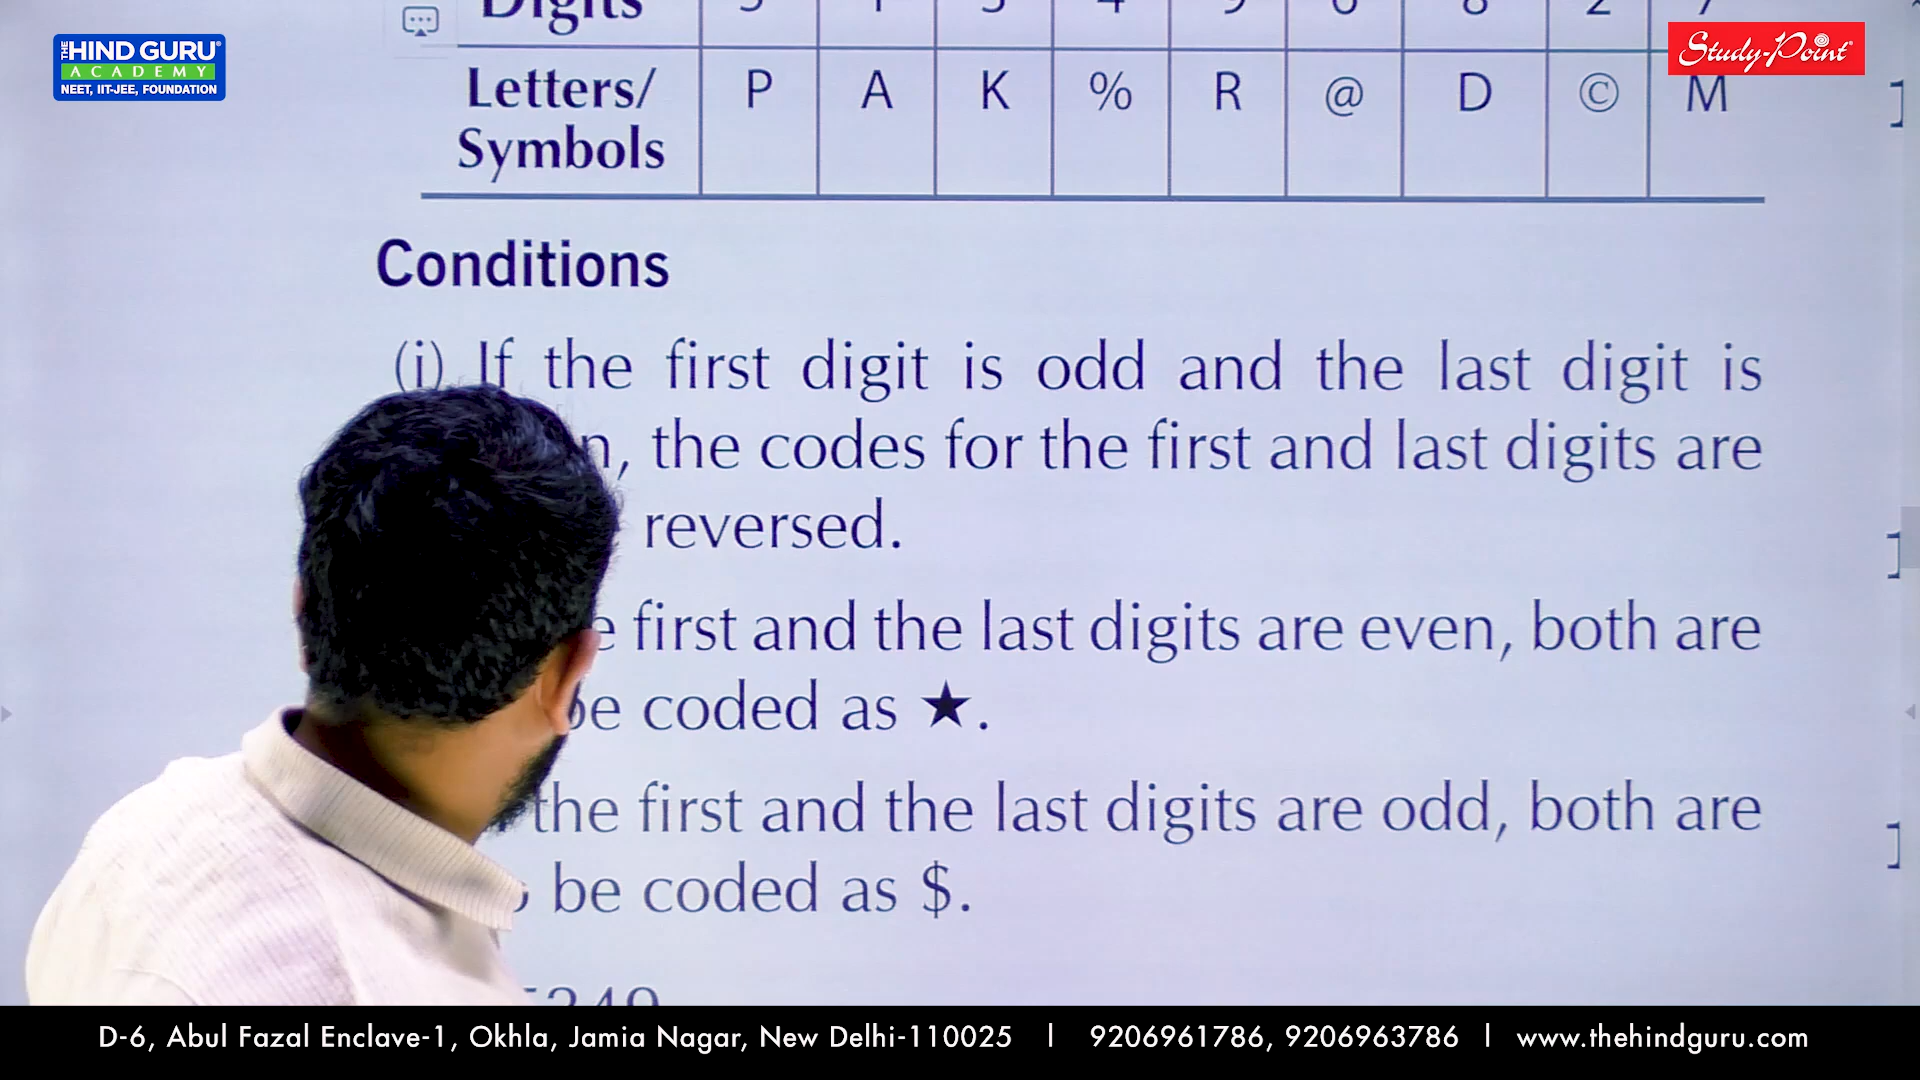 Digits
THE HIND GURU
ACADEMY
NEET, IIT-JEE, FOUNDATION
Study-Point
Letters/ P A K % R @ D © M
Symbols
Conditions
(i) If the first digit is odd and the last digit is
the codes for the first and last digits are
reversed.
first and the last digits are even, both are
be coded as ★.
the first and the last digits are odd, both are
be coded as $.
D-6, Abul Fazal Enclave-1, Okhla, Jamia Nagar, New Delhi-110025 | 9206961786, 9206963786 | www.thehindguru.com